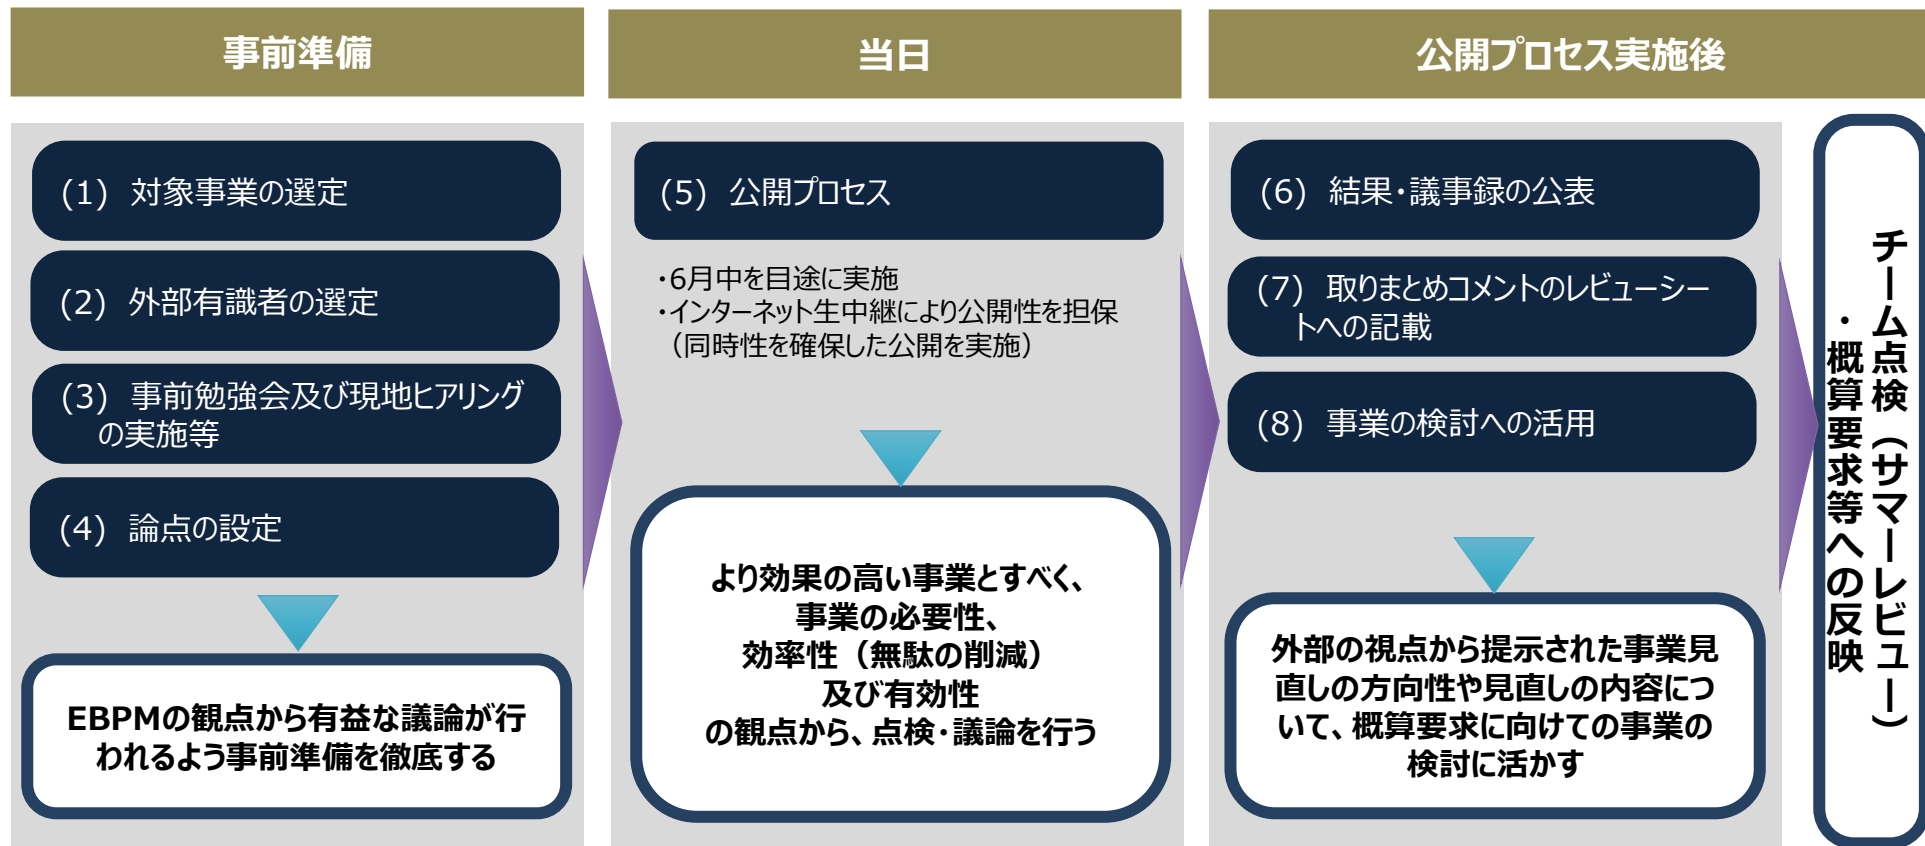 事前準備
当日
公開プロセス実施後
(1) 対象事業の選定
(2) 外部有識者の選定
(3) 事前勉強会及び現地ヒアリング
の実施等
(4) 論点の設定
EBPMの観点から有益な議論が行
われるよう事前準備を徹底する
(5) 公開プロセス
・6月中を目途に実施
・インターネット生中継により公開性を担保
（同時性を確保した公開を実施）
より効果の高い事業とすべく、
事業の必要性、
効率性（無駄の削減）
及び有効性
の観点から、点検・議論を行う
(6) 結果・議事録の公表
(7) 取りまとめコメントのレビューシー
トへの記載
(8) 事業の検討への活用
外部の視点から提示された事業見
直しの方向性や見直しの内容につ
いて、概算要求に向けての事業の
検討に活かす
チーム点検（サマーレビュー）
・概算要求等への反映